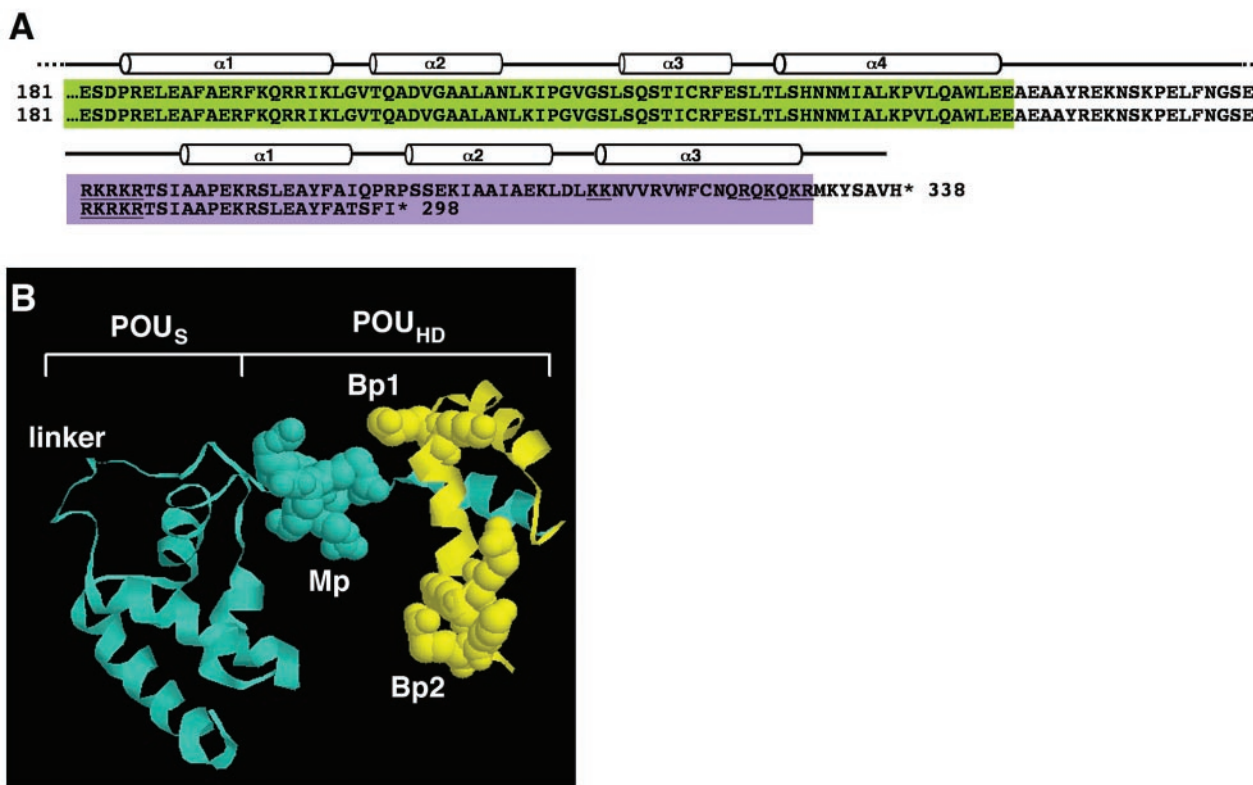 A
α1 α2 α3 α4
181 …ESDPRELEAFAERFKQRRIKLGVTQADVGAALANLKIPGVGSLSQSTICRFESLTLSHNNMIALKPVLQAWLEEAEAAYREKNSKPELFNGSE
181 …ESDPRELEAFAERFKQRRIKLGVTQADVGAALANLKIPGVGSLSQSTICRFESLTLSHNNMIALKPVLQAWLEEAEAAYREKNSKPELFNGSE
α1 α2 α3
RKRKRTSIAAPEKRSLEAYFAIQPRPSSEKIAAIAEKLDLKKNVVRVWFCNQRQKQKRMKYSAVH* 338
RKRKRTSIAAPEKRSLEAYFATSFI* 298
B
POUS POUHD
Bp1
linker
Mp
Bp2